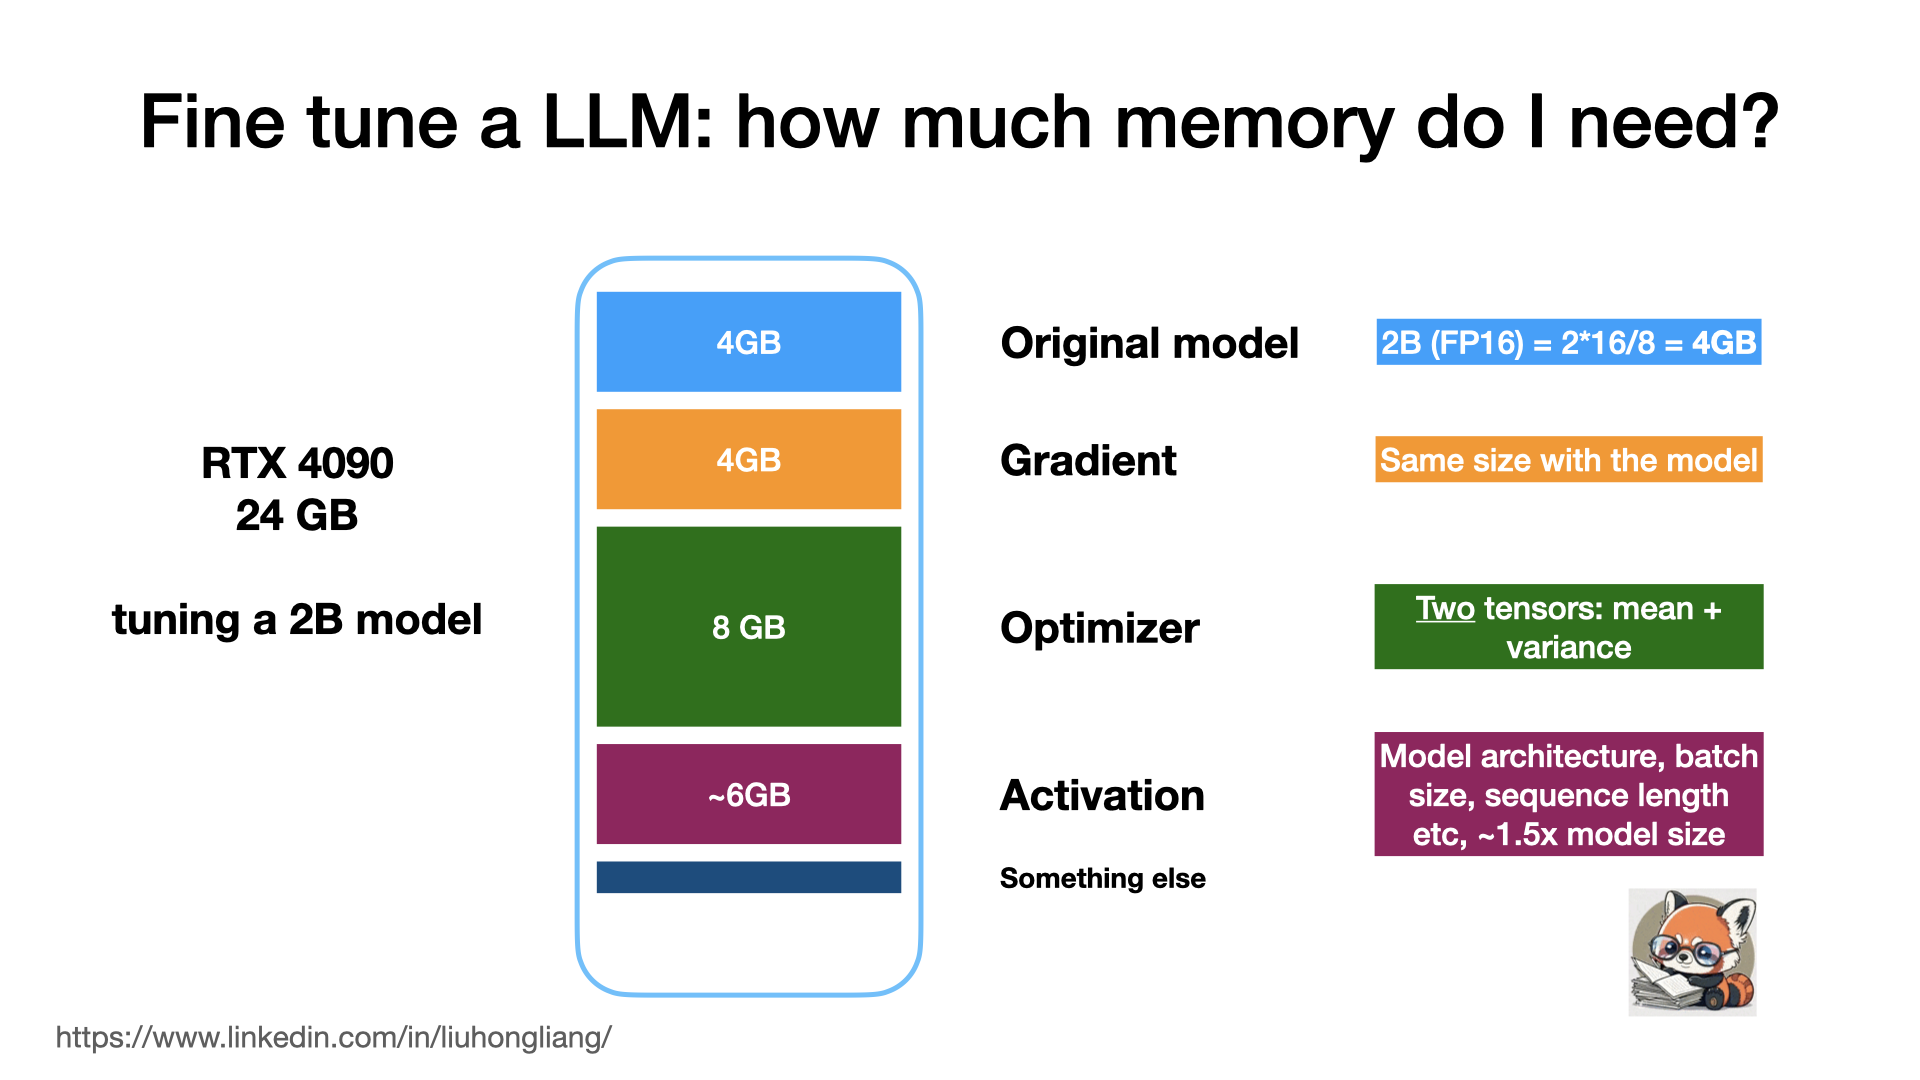 Fine tune a LLM: how much memory do I need?
RTX 4090
24 GB
tuning a 2B model
4GB
Original model
2B (FP16) = 2*16/8 = 4GB
4GB
Gradient
Same size with the model
8 GB
Optimizer
Two tensors: mean +
variance
~6GB
Activation
Model architecture, batch
size, sequence length
etc, ~1.5x model size
Something else
https://www.linkedin.com/in/liuhongliang/